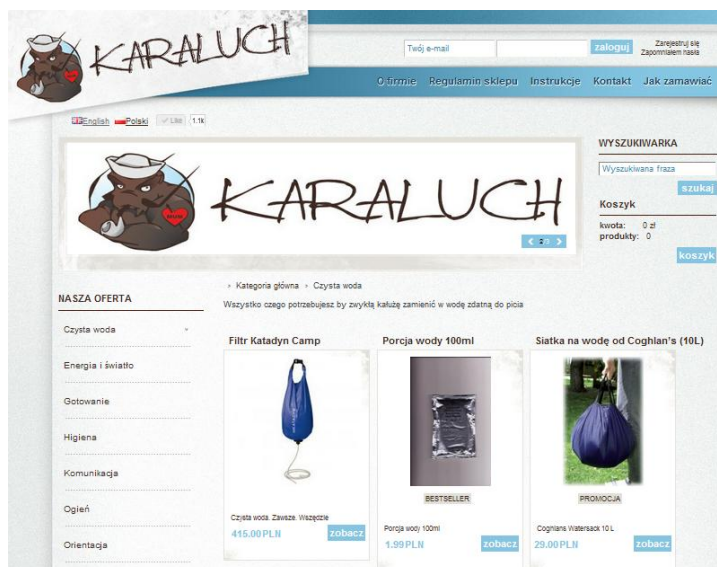 KARALUCH
Twój e-mail
zaloguj
Zarejestruj się
Zapomniałem hasła
O firmie Regulamin sklepu Instrukcje Kontakt Jak zamawiać
English Polski Like 1.1k
KARALUCH
WYSZUKIWARKA
Wyszukiwana fraza
szukaj
Koszyk
kwota: 0 zł
produkty: 0
koszyk
NASZA OFERTA
Czysta woda
Energia i światło
Gotowanie
Higiena
Komunikacja
Ogień
Orientacja
› Kategoria główna › Czysta woda
Wszystko czego potrzebujesz by zwykłą kałużę zamienić w wodę zdatną do picia
Filtr Katadyn Camp
Czysta woda. Zawsze. Wszędzie
415.00 PLN
zobacz
Porcja wody 100ml
BESTSELLER
Porcja wody 100ml
1.99 PLN
zobacz
Siatka na wodę od Coghlan's (10L)
PROMOCJA
Coghlans Watersack 10 L
29.00 PLN
zobacz